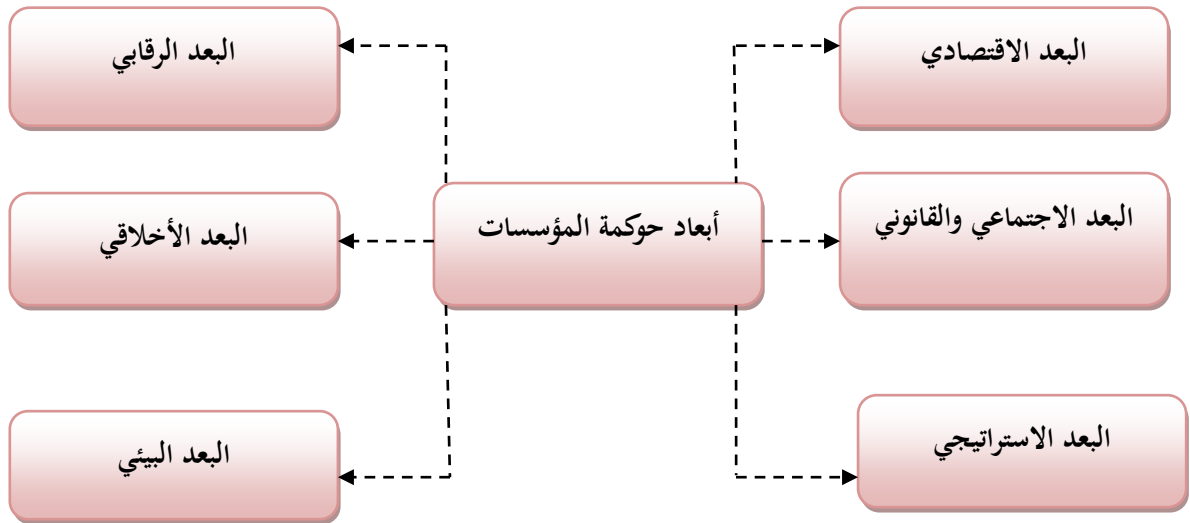 البعد الاقتصادي
البعد الرقابي
البعد الاجتماعي والقانوني
أبعاد حوكمة المؤسسات
البعد الأخلاقي
البعد الاستراتيجي
البعد البيئي